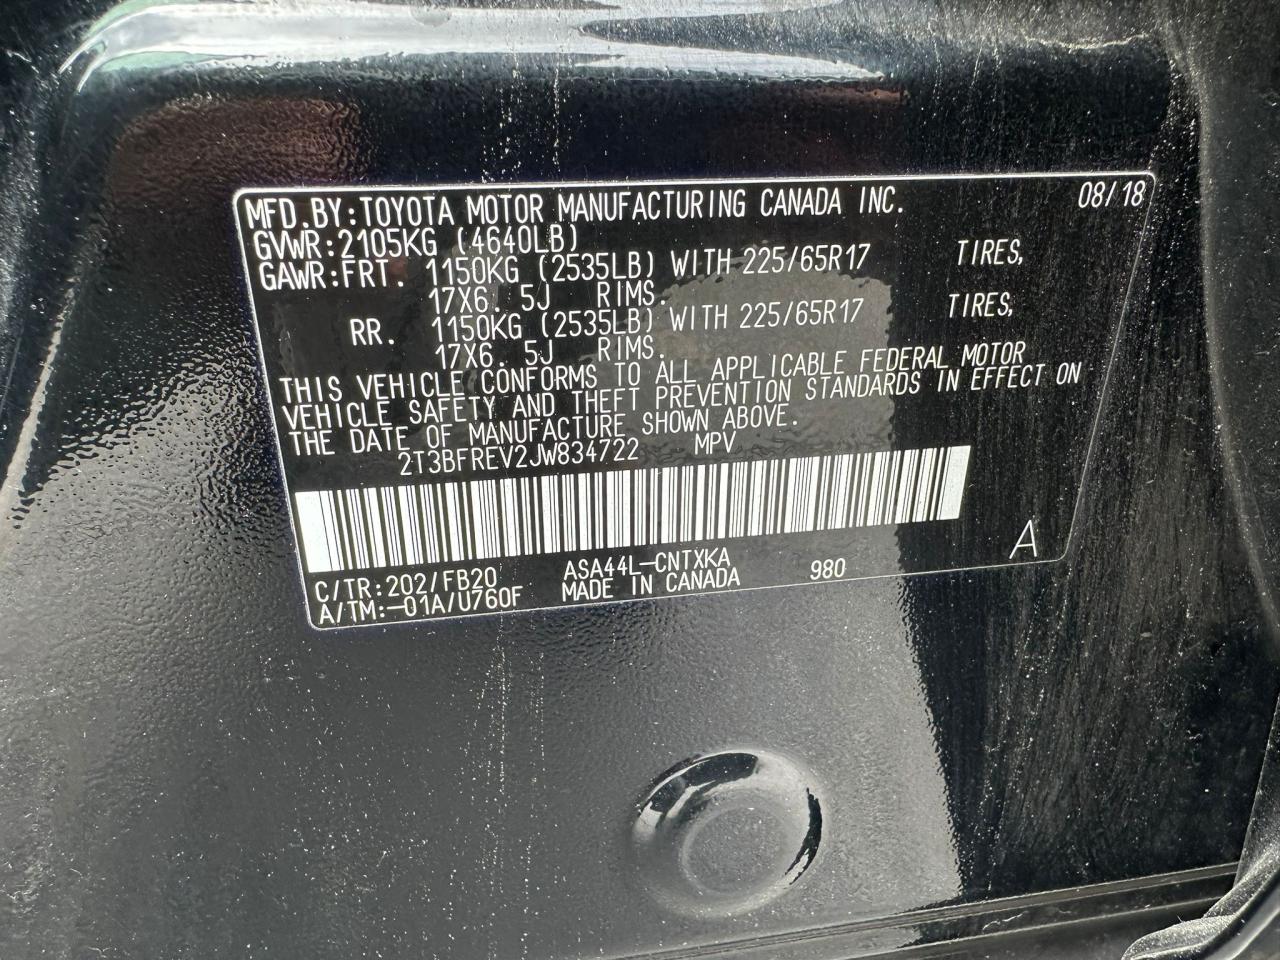 MFD.BY:TOYOTA MOTOR MANUFACTURING CANADA INC. 08/18
GVWR:2105KG (4640LB)
GAWR:FRT. 1150KG (2535LB) WITH 225/65R17 TIRES,
17X6. 5J RIMS.
RR. 1150KG (2535LB) WITH 225/65R17 TIRES,
17X6. 5J RIMS.
THIS VEHICLE CONFORMS TO ALL APPLICABLE FEDERAL MOTOR
VEHICLE SAFETY AND THEFT PREVENTION STANDARDS IN EFFECT ON
THE DATE OF MANUFACTURE SHOWN ABOVE.
2T3BFREV2JW834722 MPV
C/TR:202/FB20 ASA44L-CNTXKA 980 A
A/TM:-01A/U760F MADE IN CANADA